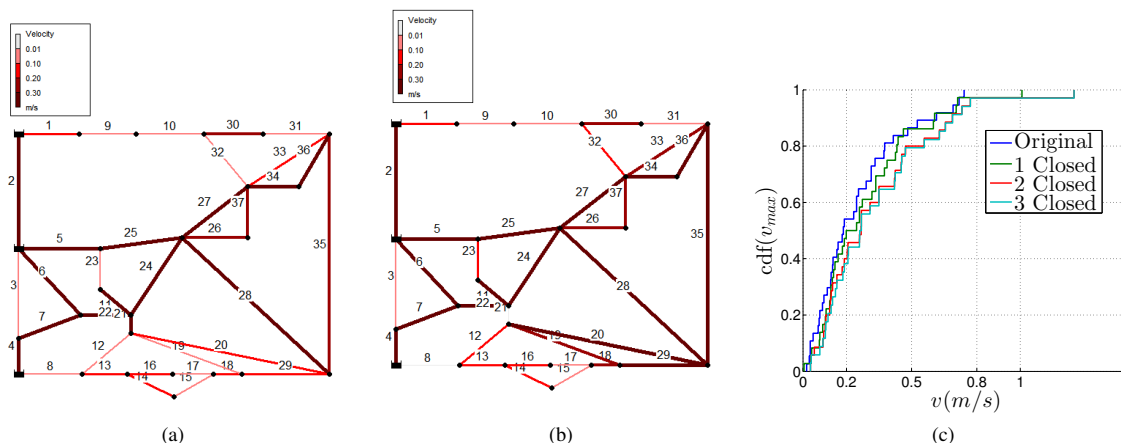 Velocity
0.01
0.10
0.20
0.30
m/s
1 9 10 30 31
32 33 36
34
2 27 37
5 25 26 35
23 24
6
3 11 28
7 22 21
4 12 19 20
8 13 16 17 18 29
14 15
(a)
Velocity
0.01
0.10
0.20
0.30
m/s
1 9 10 30 31
32 33 36
34
2 27 37
5 25 26 35
23 24
6
3 11 28
7 22 21
4 12 19 20
8 13 16 17 18 29
14 15
(b)
1
0.8
0.6
0.4
0.2
0
cdf(v_max)
Original
1 Closed
2 Closed
3 Closed
0 0.2 0.5 0.8 1
v(m/s)
(c)